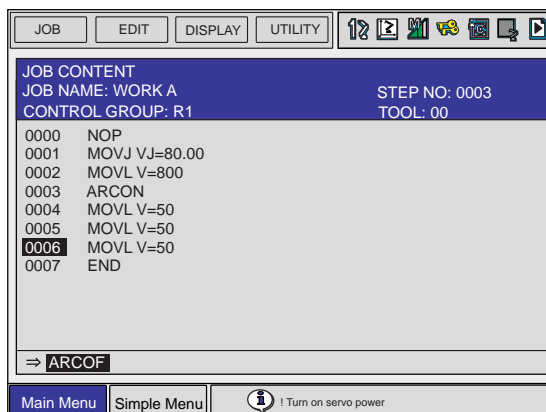 JOB EDIT DISPLAY UTILITY
JOB CONTENT
JOB NAME: WORK A STEP NO: 0003
CONTROL GROUP: R1 TOOL: 00
0000 NOP
0001 MOVJ VJ=80.00
0002 MOVL V=800
0003 ARCON
0004 MOVL V=50
0005 MOVL V=50
0006 MOVL V=50
0007 END
⇒ ARCOF
Main Menu Simple Menu ! Turn on servo power